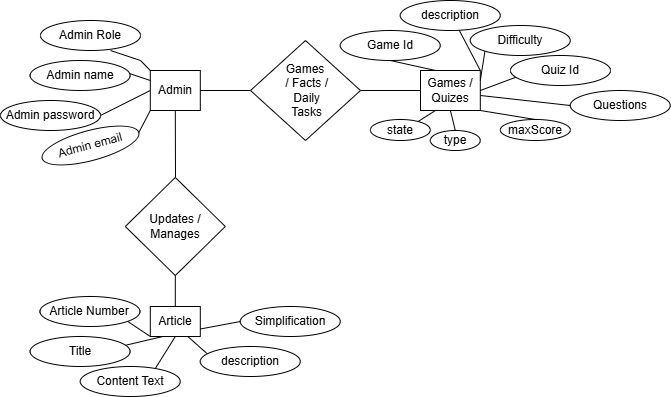 Admin Role
Admin name
Admin password
Admin email
Admin
Games
/ Facts /
Daily
Tasks
description
Game Id
Difficulty
Quiz Id
Questions
Games /
Quizes
state
type
maxScore
Updates /
Manages
Article Number
Article
Simplification
Title
description
Content Text